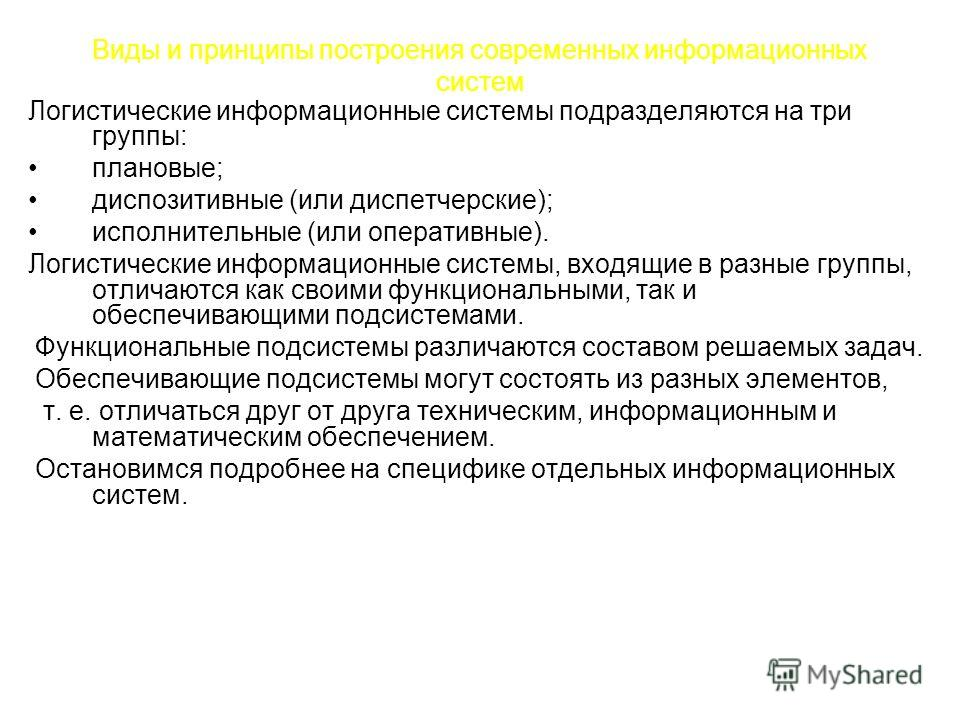 Виды и принципы построения современных информационных
систем
Логистические информационные системы подразделяются на три
группы:
• плановые;
• диспозитивные (или диспетчерские);
• исполнительные (или оперативные).
Логистические информационные системы, входящие в разные группы,
отличаются как своими функциональными, так и
обеспечивающими подсистемами.
Функциональные подсистемы различаются составом решаемых задач.
Обеспечивающие подсистемы могут состоять из разных элементов,
т. е. отличаться друг от друга техническим, информационным и
математическим обеспечением.
Остановимся подробнее на специфике отдельных информационных
систем.
MyShared